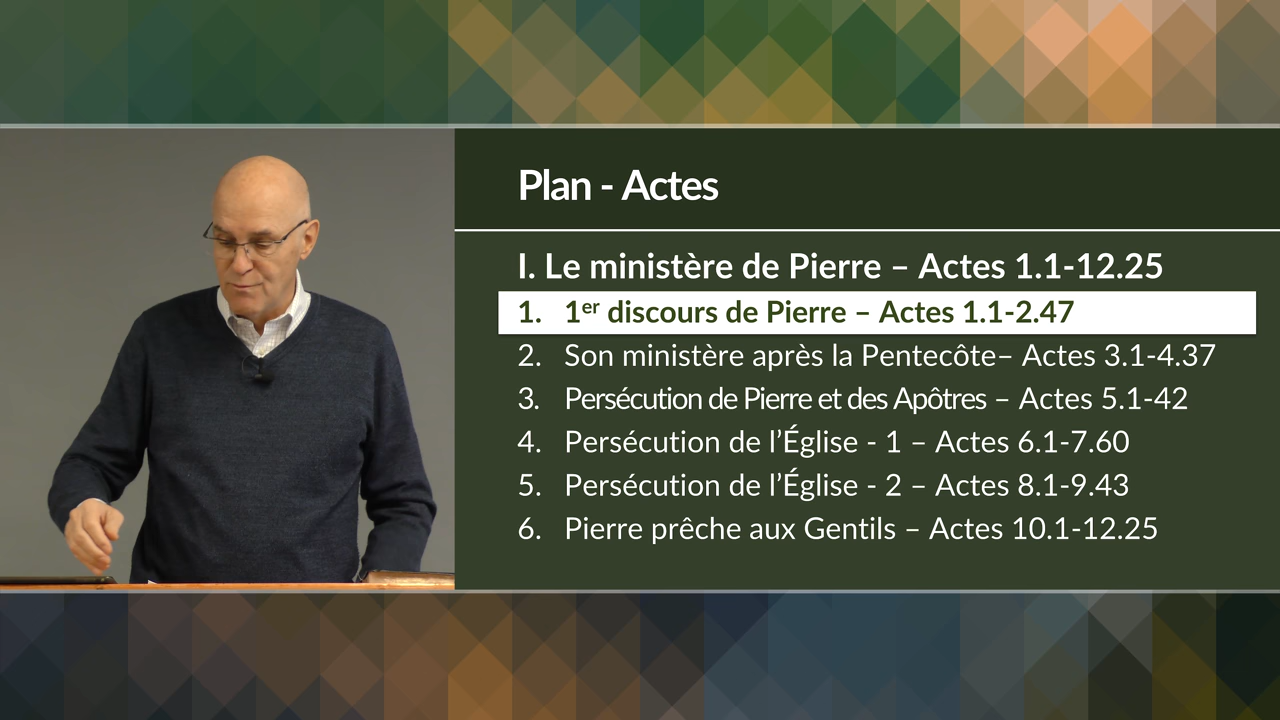 Plan - Actes
I. Le ministère de Pierre – Actes 1.1-12.25
1. 1er discours de Pierre – Actes 1.1-2.47
2. Son ministère après la Pentecôte– Actes 3.1-4.37
3. Persécution de Pierre et des Apôtres – Actes 5.1-42
4. Persécution de l’Église - 1 – Actes 6.1-7.60
5. Persécution de l’Église - 2 – Actes 8.1-9.43
6. Pierre prêche aux Gentils – Actes 10.1-12.25